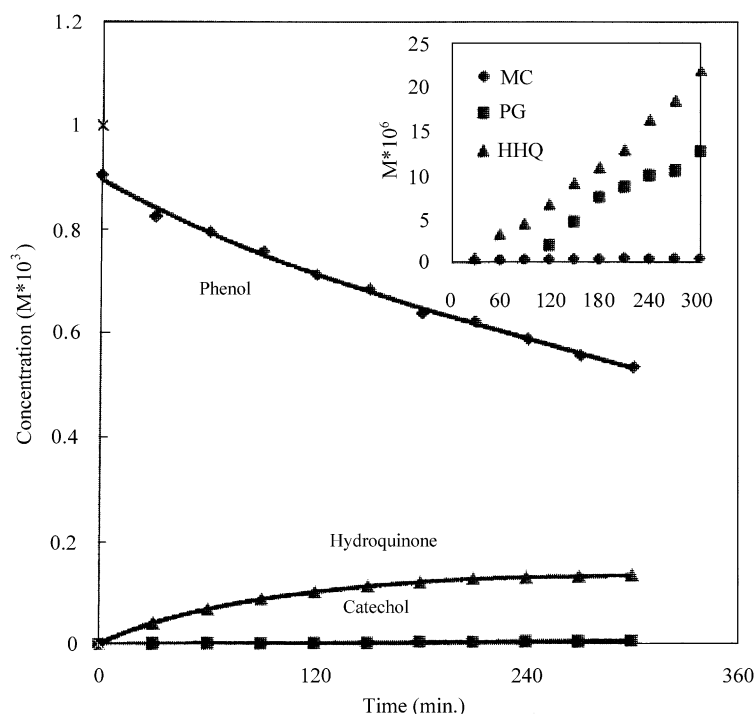 1.2
1
0.8
0.6
0.4
0.2
0
Concentration (M*10³)
0
120
240
360
Time (min.)
Phenol
Hydroquinone
Catechol
25
20
15
10
5
0
M*10⁶
0
60
120
180
240
300
MC
PG
HHQ